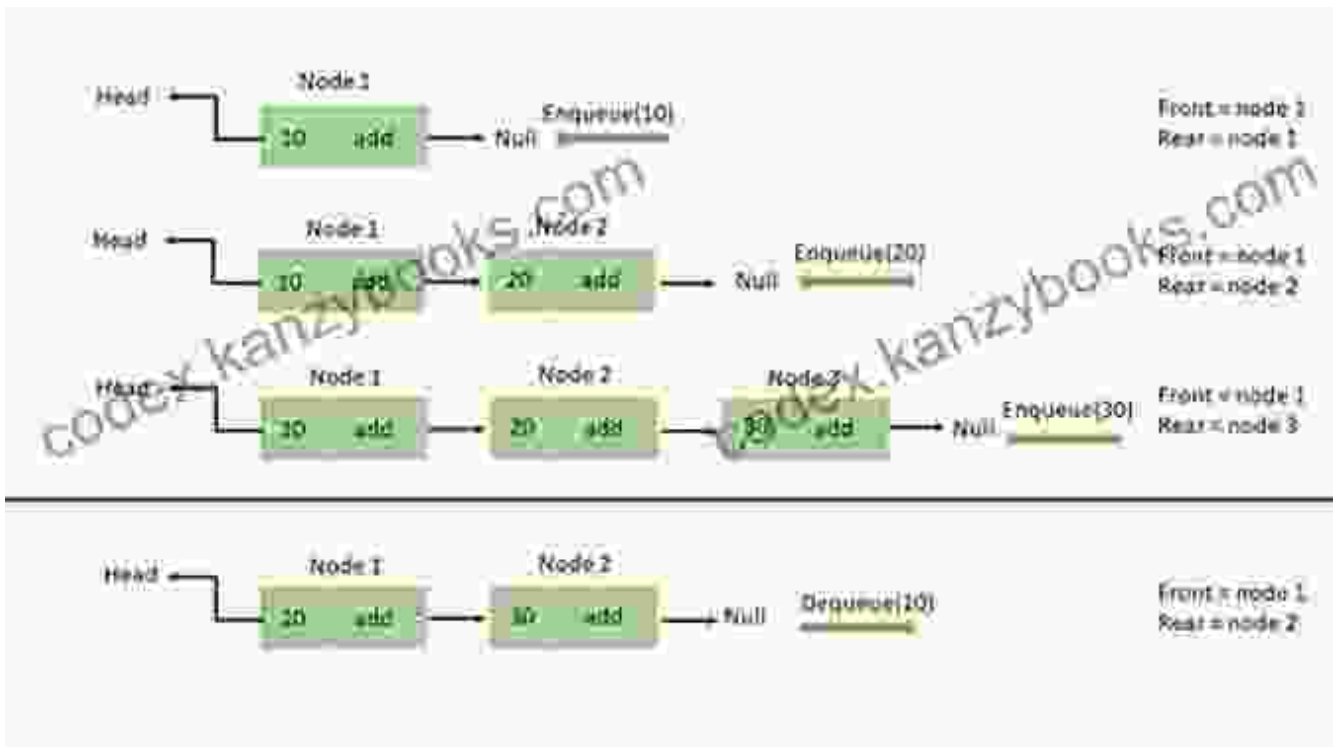 Node 1
Head
10 add
Null
Enqueue(10)
Front = node 1
Rear = node 1
Node 1
Node 2
Head
10 add
20 add
Null
Enqueue(20)
Front = node 1
Rear = node 2
Node 1
Node 2
Head
10 add
20 add
30 add
Null
Enqueue(30)
Front = node 1
Rear = node 3
Node 1
Node 2
Head
20 add
30 add
Null
Dequeue(10)
Front = node 1
Rear = node 2
codex.kanzybooks.com
codex.kanzybooks.com